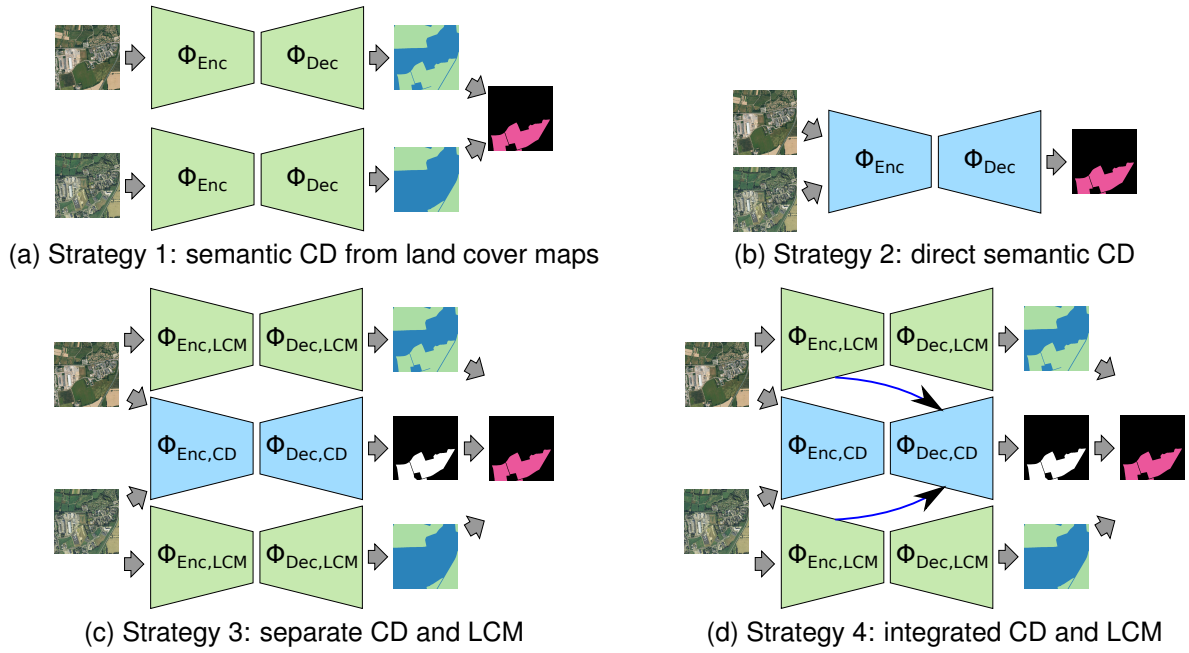 Φ_Enc Φ_Dec
Φ_Enc Φ_Dec
(a) Strategy 1: semantic CD from land cover maps
Φ_Enc Φ_Dec
(b) Strategy 2: direct semantic CD
Φ_Enc,LCM Φ_Dec,LCM
Φ_Enc,CD Φ_Dec,CD
Φ_Enc,LCM Φ_Dec,LCM
(c) Strategy 3: separate CD and LCM
Φ_Enc,LCM Φ_Dec,LCM
Φ_Enc,CD Φ_Dec,CD
Φ_Enc,LCM Φ_Dec,LCM
(d) Strategy 4: integrated CD and LCM